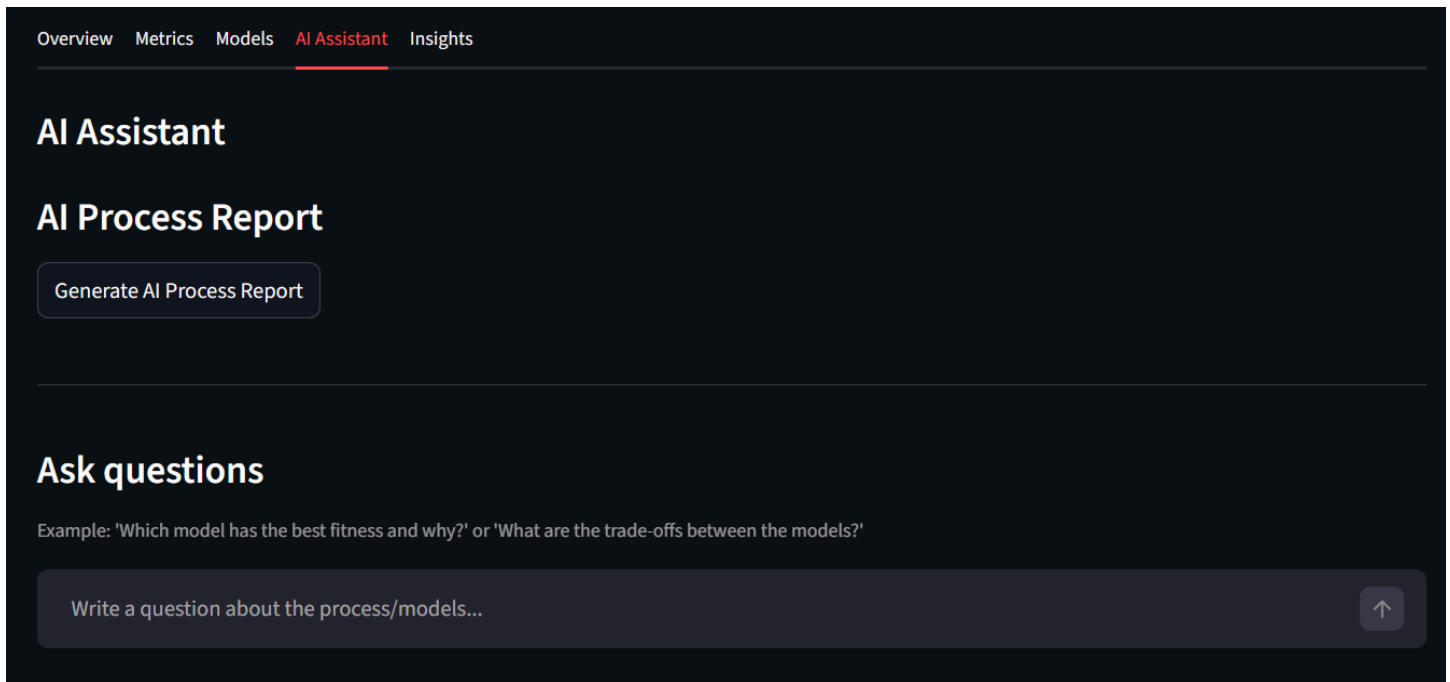 Overview Metrics Models AI Assistant Insights
AI Assistant
AI Process Report
Generate AI Process Report
Ask questions
Example: 'Which model has the best fitness and why?' or 'What are the trade-offs between the models?'
Write a question about the process/models...